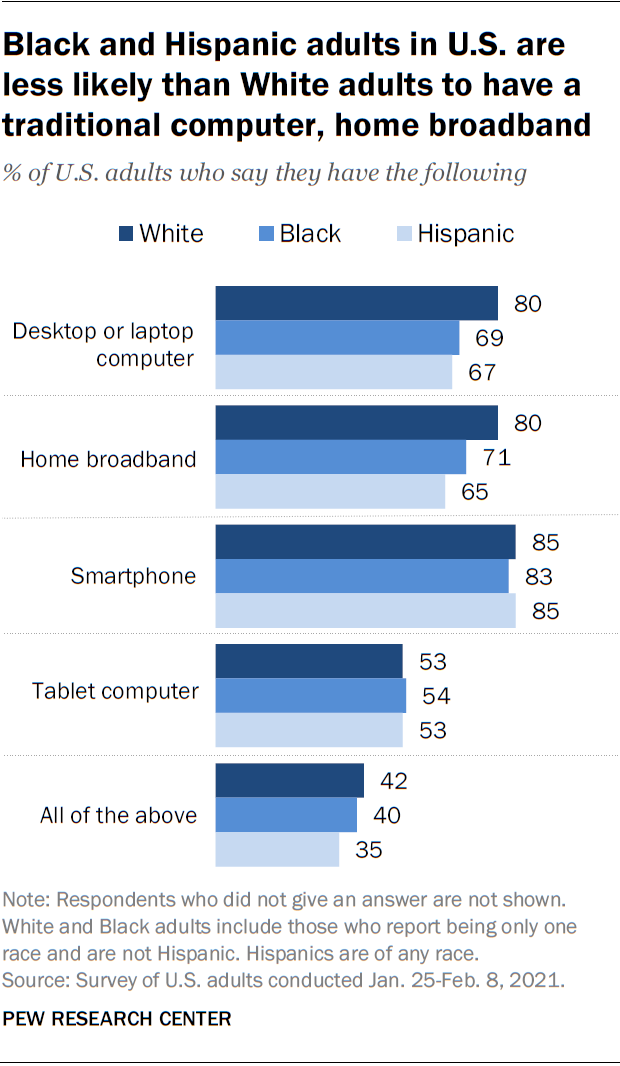 Black and Hispanic adults in U.S. are
less likely than White adults to have a
traditional computer, home broadband
% of U.S. adults who say they have the following
White Black Hispanic
Desktop or laptop
computer
80
69
67
Home broadband
80
71
65
Smartphone
85
83
85
Tablet computer
53
54
53
All of the above
42
40
35
Note: Respondents who did not give an answer are not shown.
White and Black adults include those who report being only one
race and are not Hispanic. Hispanics are of any race.
Source: Survey of U.S. adults conducted Jan. 25-Feb. 8, 2021.
PEW RESEARCH CENTER